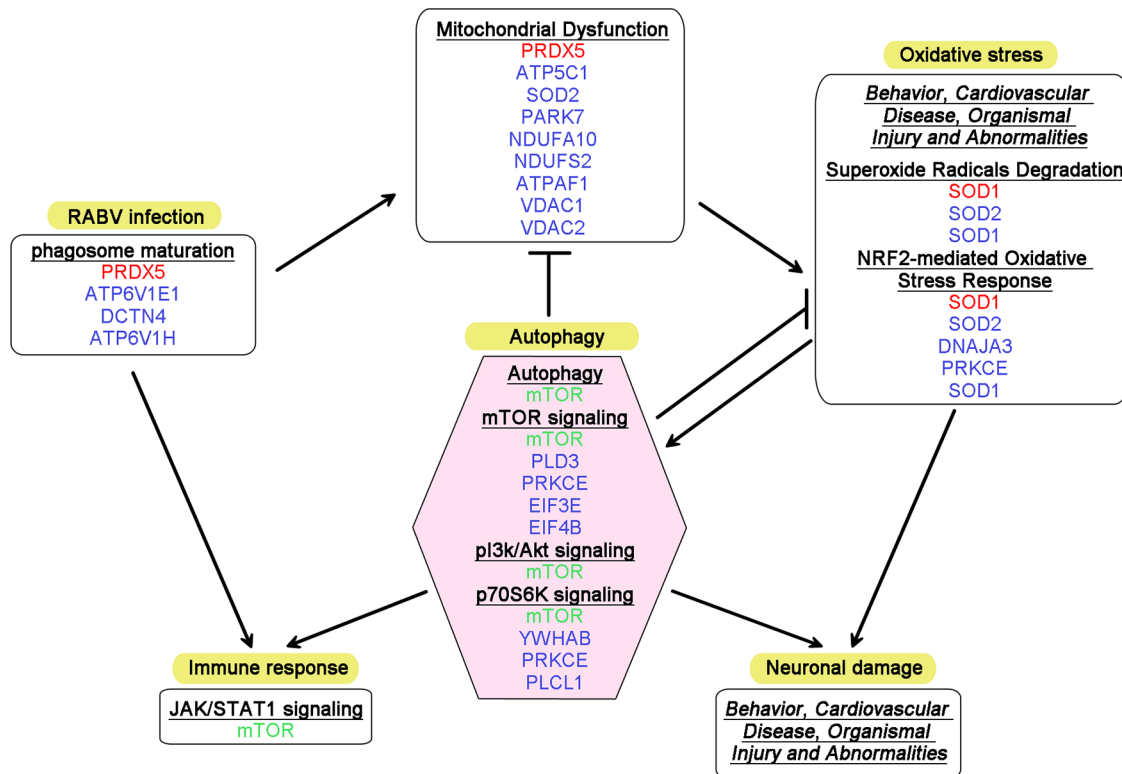 Mitochondrial Dysfunction
PRDX5
ATP5C1
SOD2
PARK7
NDUFA10
NDUFS2
ATPAF1
VDAC1
VDAC2
Oxidative stress
Behavior, Cardiovascular
Disease, Organismal
Injury and Abnormalities
Superoxide Radicals Degradation
SOD1
SOD2
SOD1
NRF2-mediated Oxidative
Stress Response
SOD1
SOD2
DNAJA3
PRKCE
SOD1
RABV infection
phagosome maturation
PRDX5
ATP6V1E1
DCTN4
ATP6V1H
Autophagy
Autophagy
mTOR
mTOR signaling
mTOR
PLD3
PRKCE
EIF3E
EIF4B
pI3k/Akt signaling
mTOR
p70S6K signaling
mTOR
YWHAB
PRKCE
PLCL1
Immune response
JAK/STAT1 signaling
mTOR
Neuronal damage
Behavior, Cardiovascular
Disease, Organismal
Injury and Abnormalities